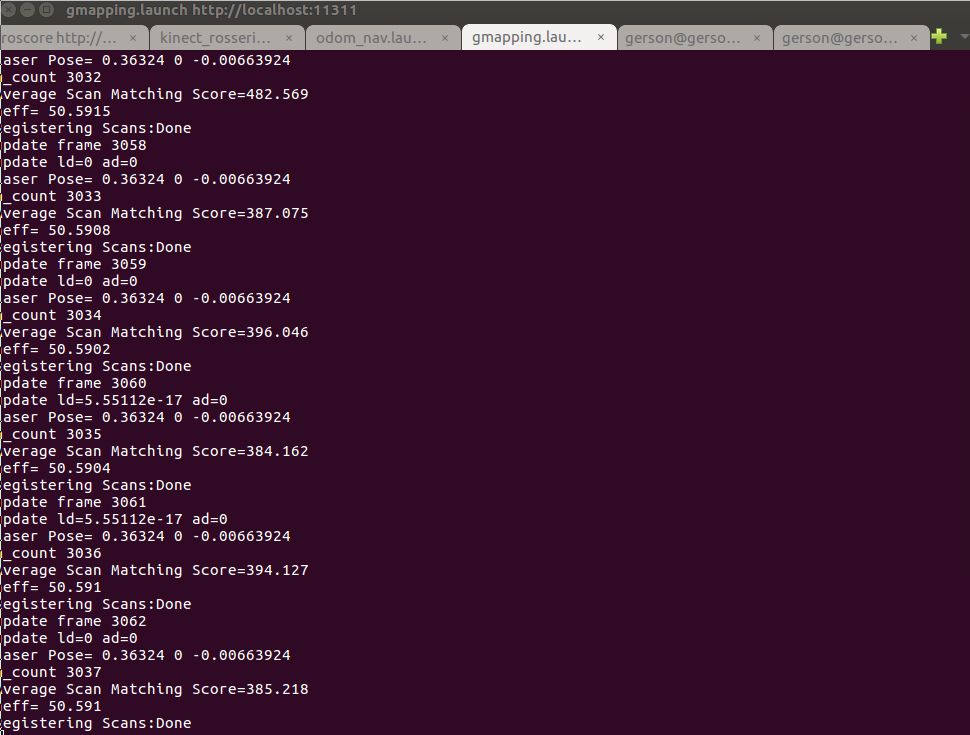 gmapping.launch http://localhost:11311
roscore http://... × kinect_rosseri... × odom_nav.lau... × gmapping.lau... × gerson@gerso... × gerson@gerso... ×
aser Pose= 0.36324 0 -0.00663924
_count 3032
verage Scan Matching Score=482.569
eff= 50.5915
egistering Scans:Done
pdate frame 3058
pdate ld=0 ad=0
aser Pose= 0.36324 0 -0.00663924
_count 3033
verage Scan Matching Score=387.075
eff= 50.5908
egistering Scans:Done
pdate frame 3059
pdate ld=0 ad=0
aser Pose= 0.36324 0 -0.00663924
_count 3034
verage Scan Matching Score=396.046
eff= 50.5902
egistering Scans:Done
pdate frame 3060
pdate ld=5.55112e-17 ad=0
aser Pose= 0.36324 0 -0.00663924
_count 3035
verage Scan Matching Score=384.162
eff= 50.5904
egistering Scans:Done
pdate frame 3061
pdate ld=5.55112e-17 ad=0
aser Pose= 0.36324 0 -0.00663924
_count 3036
verage Scan Matching Score=394.127
eff= 50.591
egistering Scans:Done
pdate frame 3062
pdate ld=0 ad=0
aser Pose= 0.36324 0 -0.00663924
_count 3037
verage Scan Matching Score=385.218
eff= 50.591
egistering Scans:Done